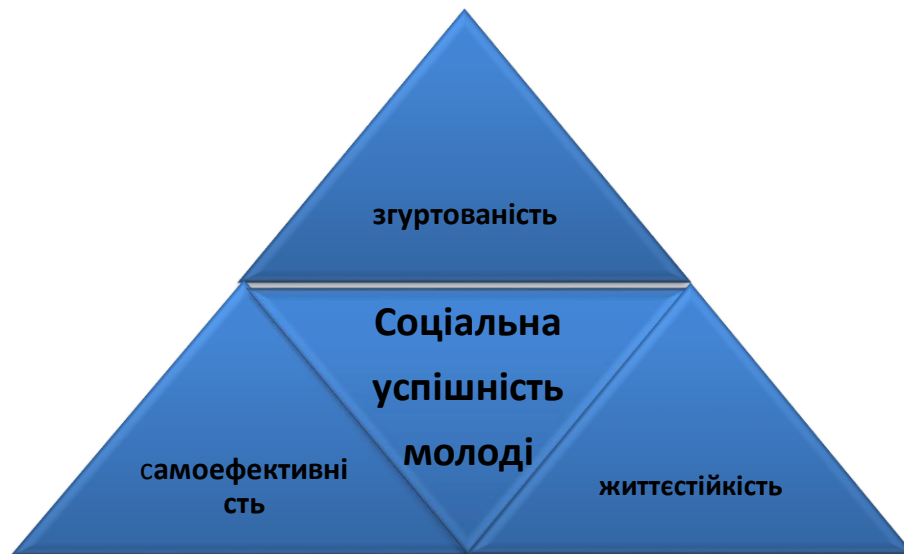 згуртованість
Соціальна
успішність
молоді
самоефективні
сть
життєстійкість